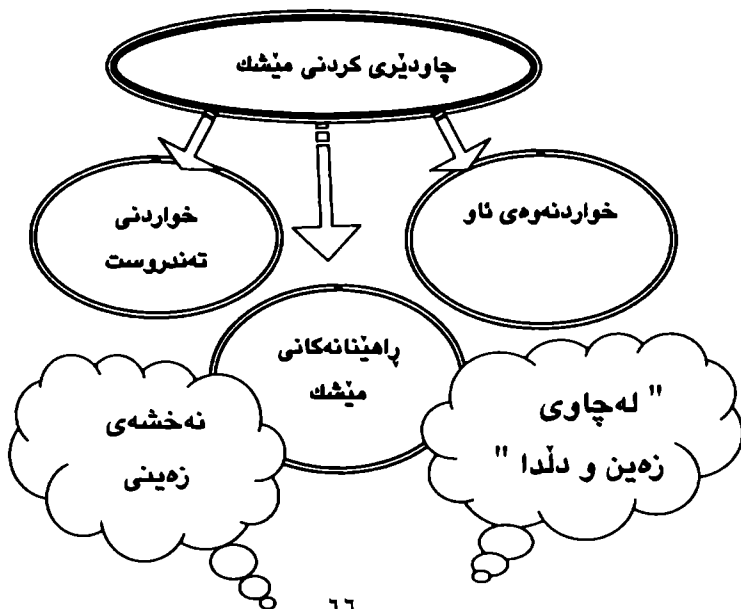 چاودێری کردنی مێشك
خواردنەوەی ئاو
خواردنی
تەندروست
ڕاهێنانەکانی
مێشك
" لەچاوی
زەین و دڵدا "
نەخشەی
زەینی
٦٦